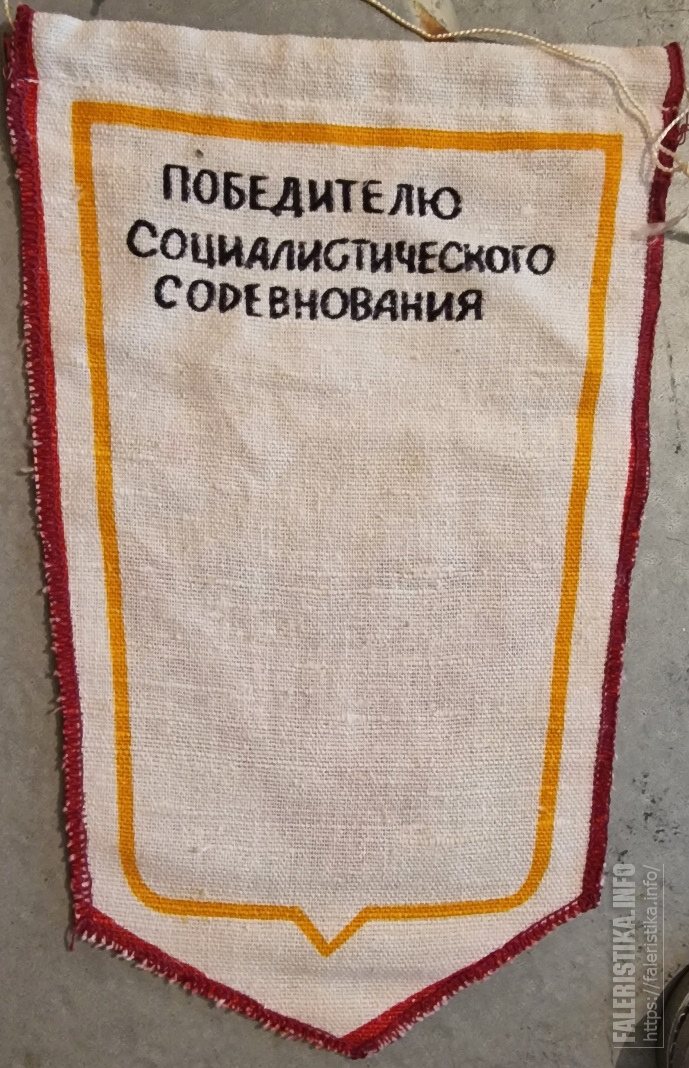 ПОБЕДИТЕЛЮ
СОЦИАЛИСТИЧЕСКОГО
СОРЕВНОВАНИЯ
FALERISTIKA.INFO
https://faleristika.info/